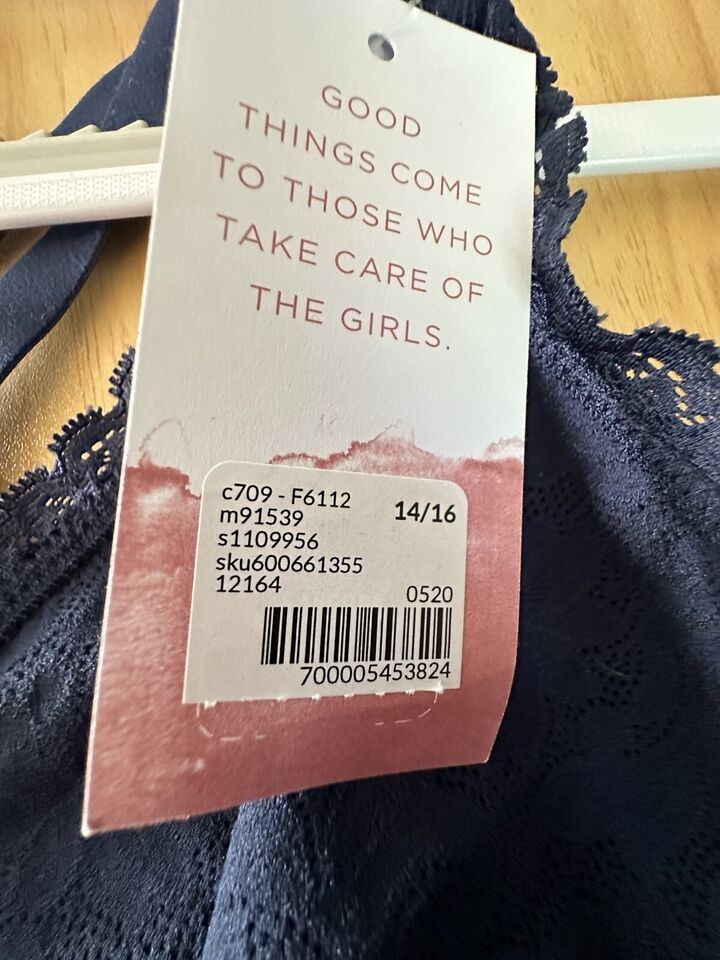 GOOD
THINGS COME
TO THOSE WHO
TAKE CARE OF
THE GIRLS.
c709 - F6112
14/16
m91539
s1109956
sku600661355
12164
0520
700005453824